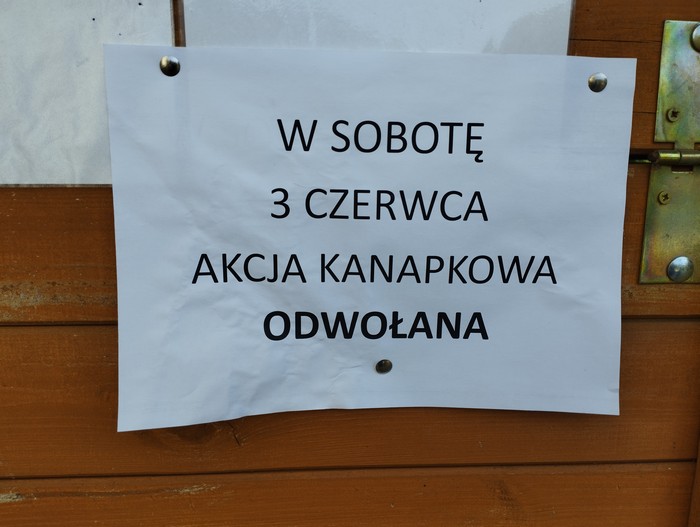 W SOBOTĘ
3 CZERWCA
AKCJA KANAPKOWA
ODWOŁANA